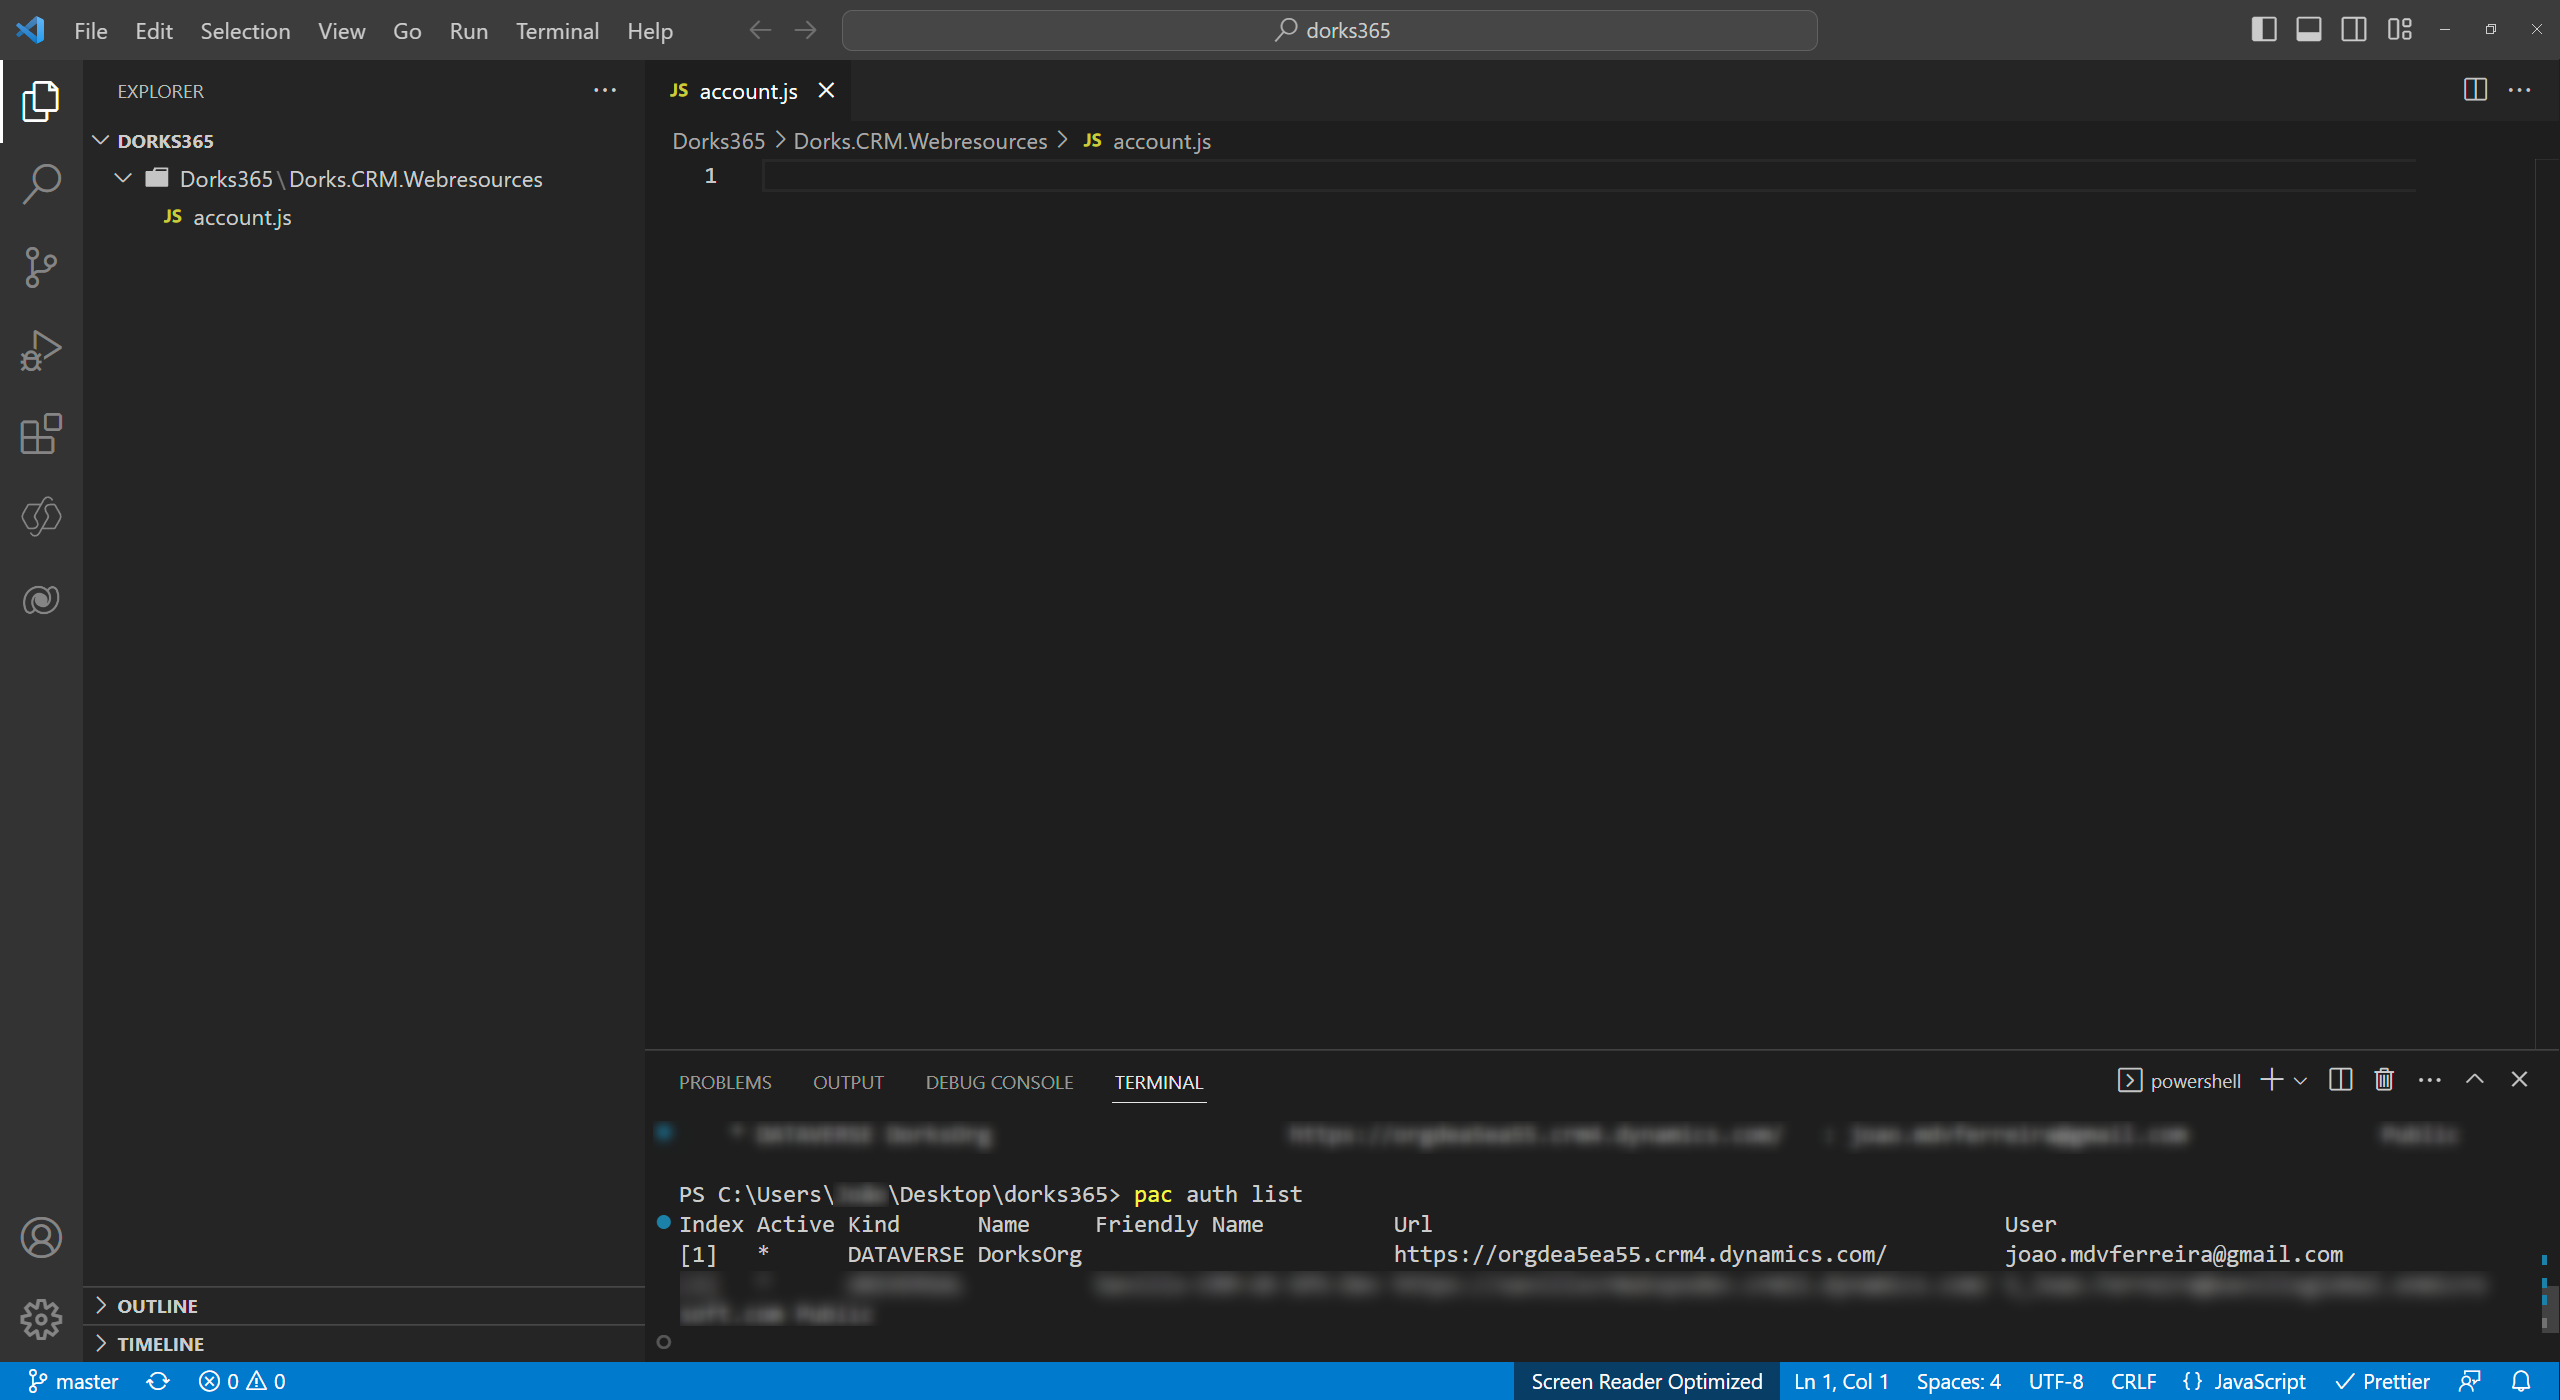 File Edit Selection View Go Run Terminal Help dorks365
EXPLORER
DORKS365
Dorks365\Dorks.CRM.Webresources
JS account.js
OUTLINE
TIMELINE
JS account.js
Dorks365 > Dorks.CRM.Webresources > JS account.js
1
PROBLEMS OUTPUT DEBUG CONSOLE TERMINAL powershell
PS C:\Users\ \Desktop\dorks365> pac auth list
Index Active Kind Name Friendly Name Url User
[1] * DATAVERSE DorksOrg https://orgdea5ea55.crm4.dynamics.com/ joao.mdvferreira@gmail.com
master 0 0 Screen Reader Optimized Ln 1, Col 1 Spaces: 4 UTF-8 CRLF {} JavaScript Prettier